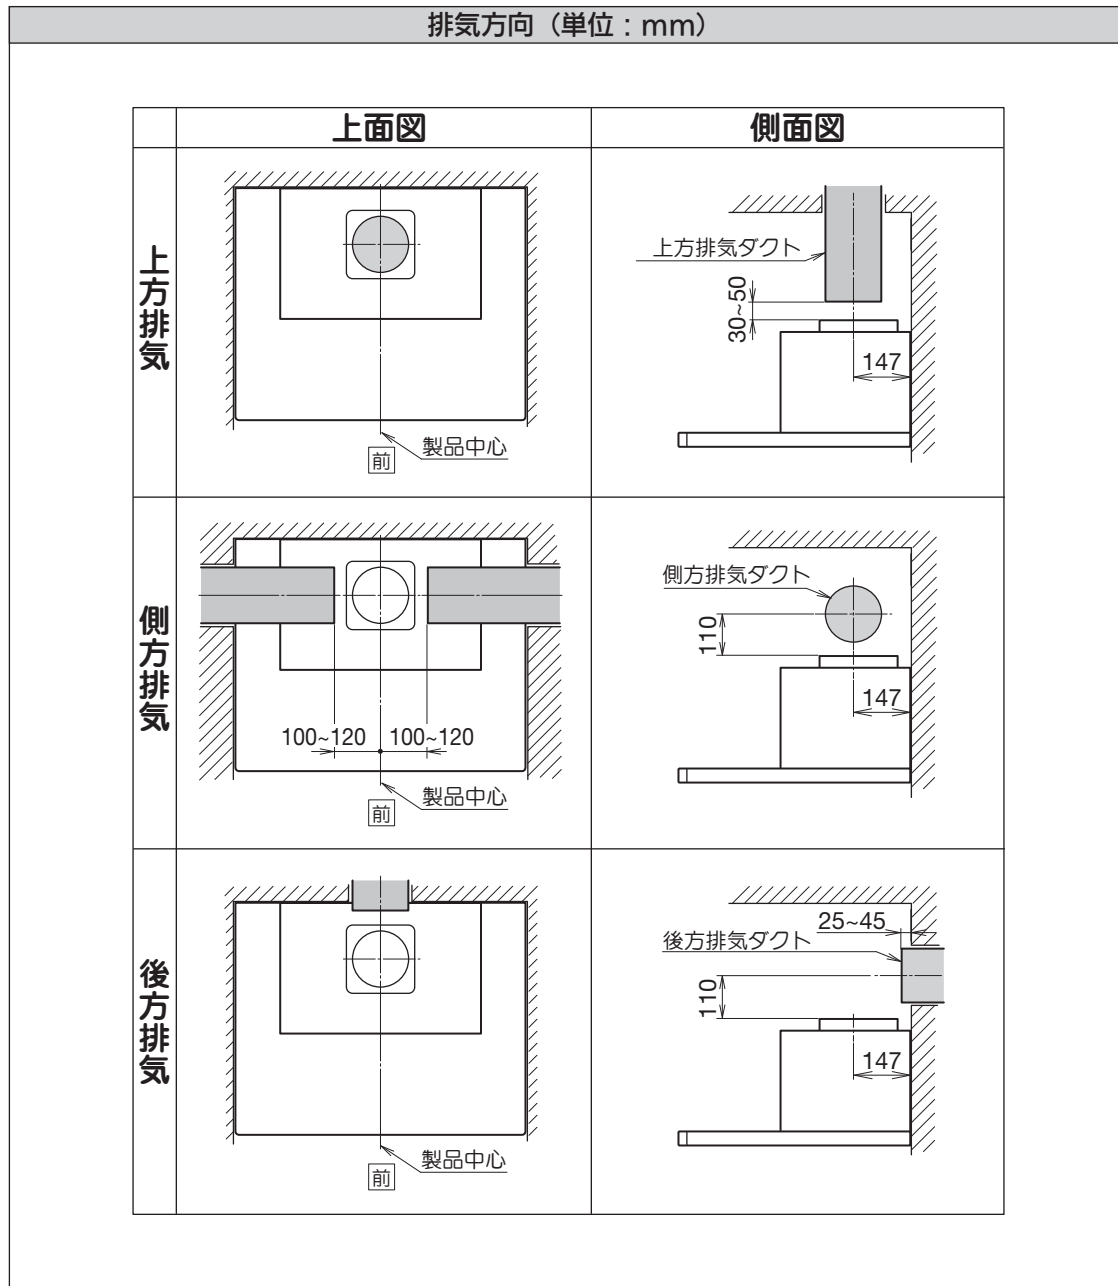 排気方向（単位：mm）
上面図
側面図
上方排気
製品中心
前
上方排気ダクト
30~50
147
側方排気
100~120
100~120
製品中心
前
側方排気ダクト
110
147
後方排気
製品中心
前
25~45
後方排気ダクト
110
147